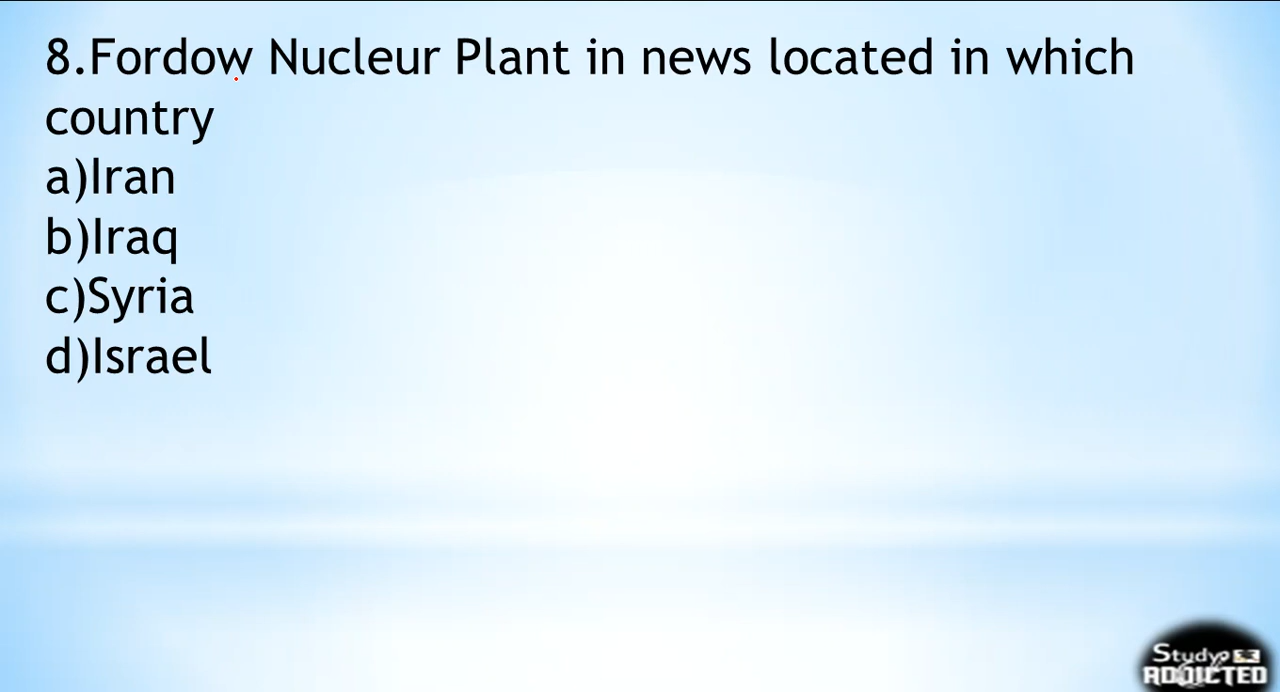 8.Fordow Nucleur Plant in news located in which
country
a)Iran
b)Iraq
c)Syria
d)Israel
Study
ADDICTED